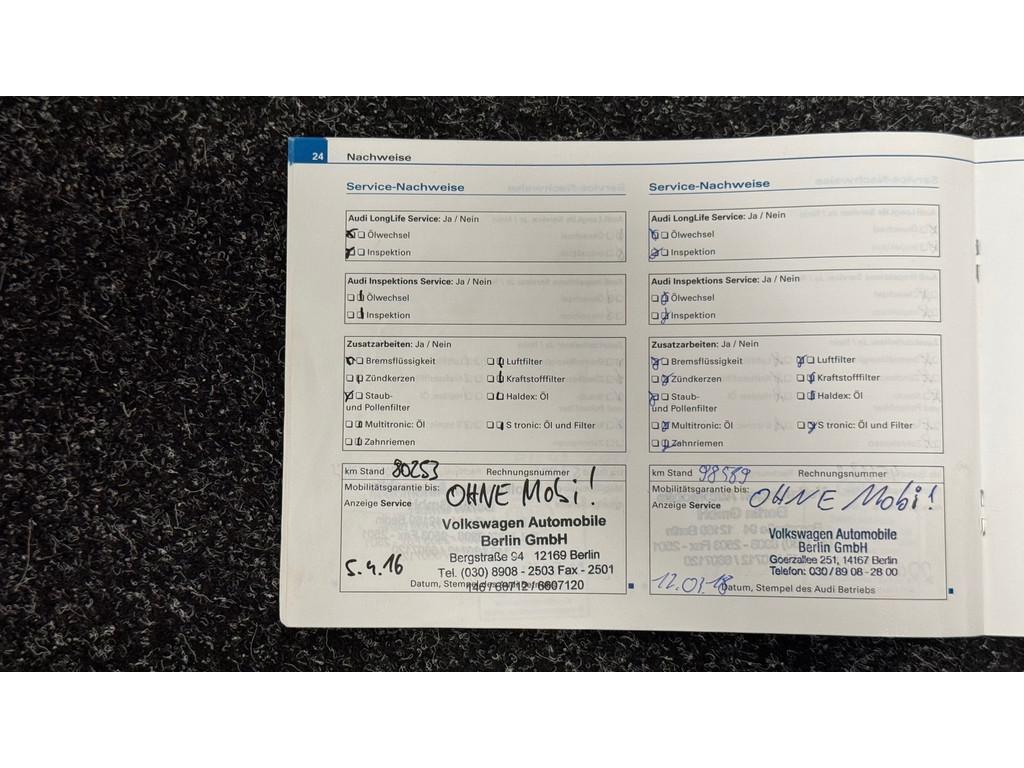 24 Nachweise
Service-Nachweise
Audi LongLife Service: Ja / Nein
Ölwechsel
Inspektion
Audi Inspektions Service: Ja / Nein
Ölwechsel
Inspektion
Zusatzarbeiten: Ja / Nein
Bremsflüssigkeit
Luftfilter
Zündkerzen
Kraftstofffilter
Staub-
und Pollenfilter
Haldex: Öl
Multitronic: Öl
S tronic: Öl und Filter
Zahnriemen
km Stand 80253 Rechnungsnummer
Mobilitätsgarantie bis: OHNE Mobi!
Anzeige Service
Volkswagen Automobile
Berlin GmbH
Bergstraße 94 12169 Berlin
Tel. (030) 8908 - 2503 Fax - 2501
5.4.16
Datum, Stempel des
Service-Nachweise
Audi LongLife Service: Ja / Nein
Ölwechsel
Inspektion
Audi Inspektions Service: Ja / Nein
Ölwechsel
Inspektion
Zusatzarbeiten: Ja / Nein
Bremsflüssigkeit
Luftfilter
Zündkerzen
Kraftstofffilter
Staub-
und Pollenfilter
Haldex: Öl
Multitronic: Öl
S tronic: Öl und Filter
Zahnriemen
km Stand 98589 Rechnungsnummer
Mobilitätsgarantie bis: OHNE Mobi!
Anzeige Service
Volkswagen Automobile
Berlin GmbH
Goerzallee 251, 14167 Berlin
Telefon: 030 / 89 08 - 28 00
Datum, Stempel des Audi Betriebs